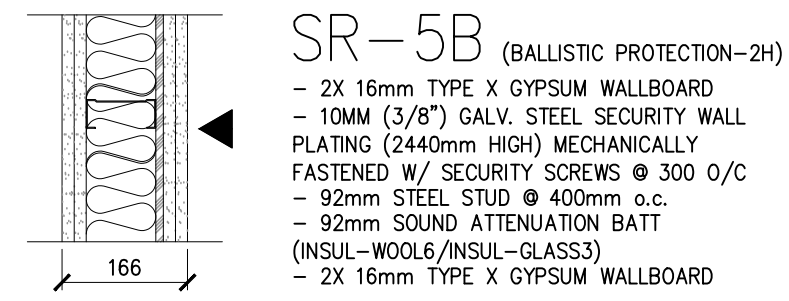 SR-5B (BALLISTIC PROTECTION-2H)
- 2X 16mm TYPE X GYPSUM WALLBOARD
- 10MM (3/8") GALV. STEEL SECURITY WALL
PLATING (2440mm HIGH) MECHANICALLY
FASTENED W/ SECURITY SCREWS @ 300 O/C
- 92mm STEEL STUD @ 400mm o.c.
- 92mm SOUND ATTENUATION BATT
(INSUL-WOOL6/INSUL-GLASS3)
- 2X 16mm TYPE X GYPSUM WALLBOARD
166